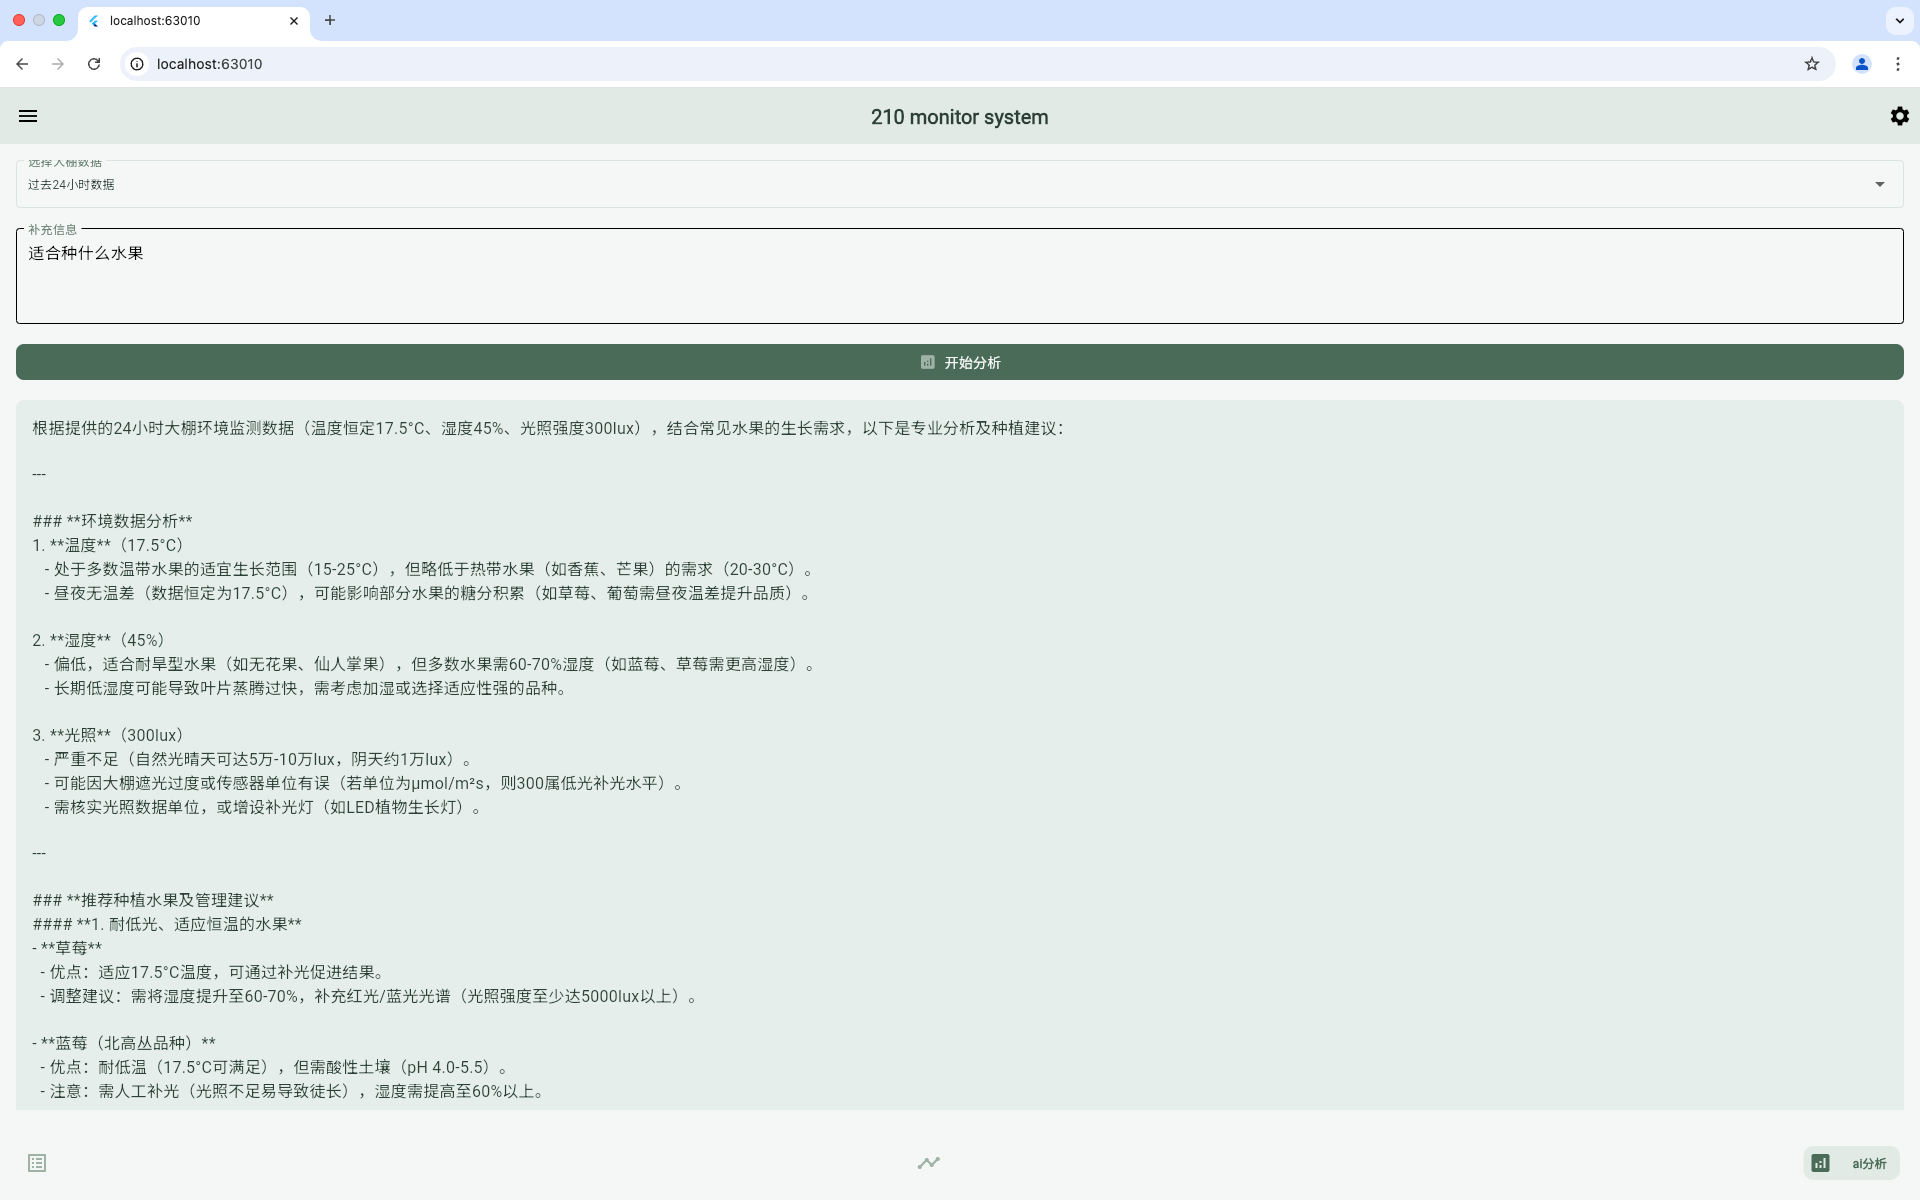 localhost:63010
localhost:63010
210 monitor system
选择大棚数据
过去24小时数据
补充信息
适合种什么水果
开始分析
根据提供的24小时大棚环境监测数据（温度恒定17.5°C、湿度45%、光照强度300lux），结合常见水果的生长需求，以下是专业分析及种植建议：
---
### **环境数据分析**
1. **温度**（17.5°C）
- 处于多数温带水果的适宜生长范围（15-25°C），但略低于热带水果（如香蕉、芒果）的需求（20-30°C）。
- 昼夜无温差（数据恒定为17.5°C），可能影响部分水果的糖分积累（如草莓、葡萄需昼夜温差提升品质）。
2. **湿度**（45%）
- 偏低，适合耐旱型水果（如无花果、仙人掌果），但多数水果需60-70%湿度（如蓝莓、草莓需更高湿度）。
- 长期低湿度可能导致叶片蒸腾过快，需考虑加湿或选择适应性强的品种。
3. **光照**（300lux）
- 严重不足（自然光晴天可达5万-10万lux，阴天约1万lux）。
- 可能因大棚遮光过度或传感器单位有误（若单位为μmol/m²s，则300属低光补光水平）。
- 需核实光照数据单位，或增设补光灯（如LED植物生长灯）。
---
### **推荐种植水果及管理建议**
#### **1. 耐低光、适应恒温的水果**
- **草莓**
- 优点：适应17.5°C温度，可通过补光促进结果。
- 调整建议：需将湿度提升至60-70%，补充红光/蓝光光谱（光照强度至少达5000lux以上）。
- **蓝莓（北高丛品种）**
- 优点：耐低温（17.5°C可满足），但需酸性土壤（pH 4.0-5.5）。
- 注意：需人工补光（光照不足易导致徒长），湿度需提高至60%以上。
ai分析